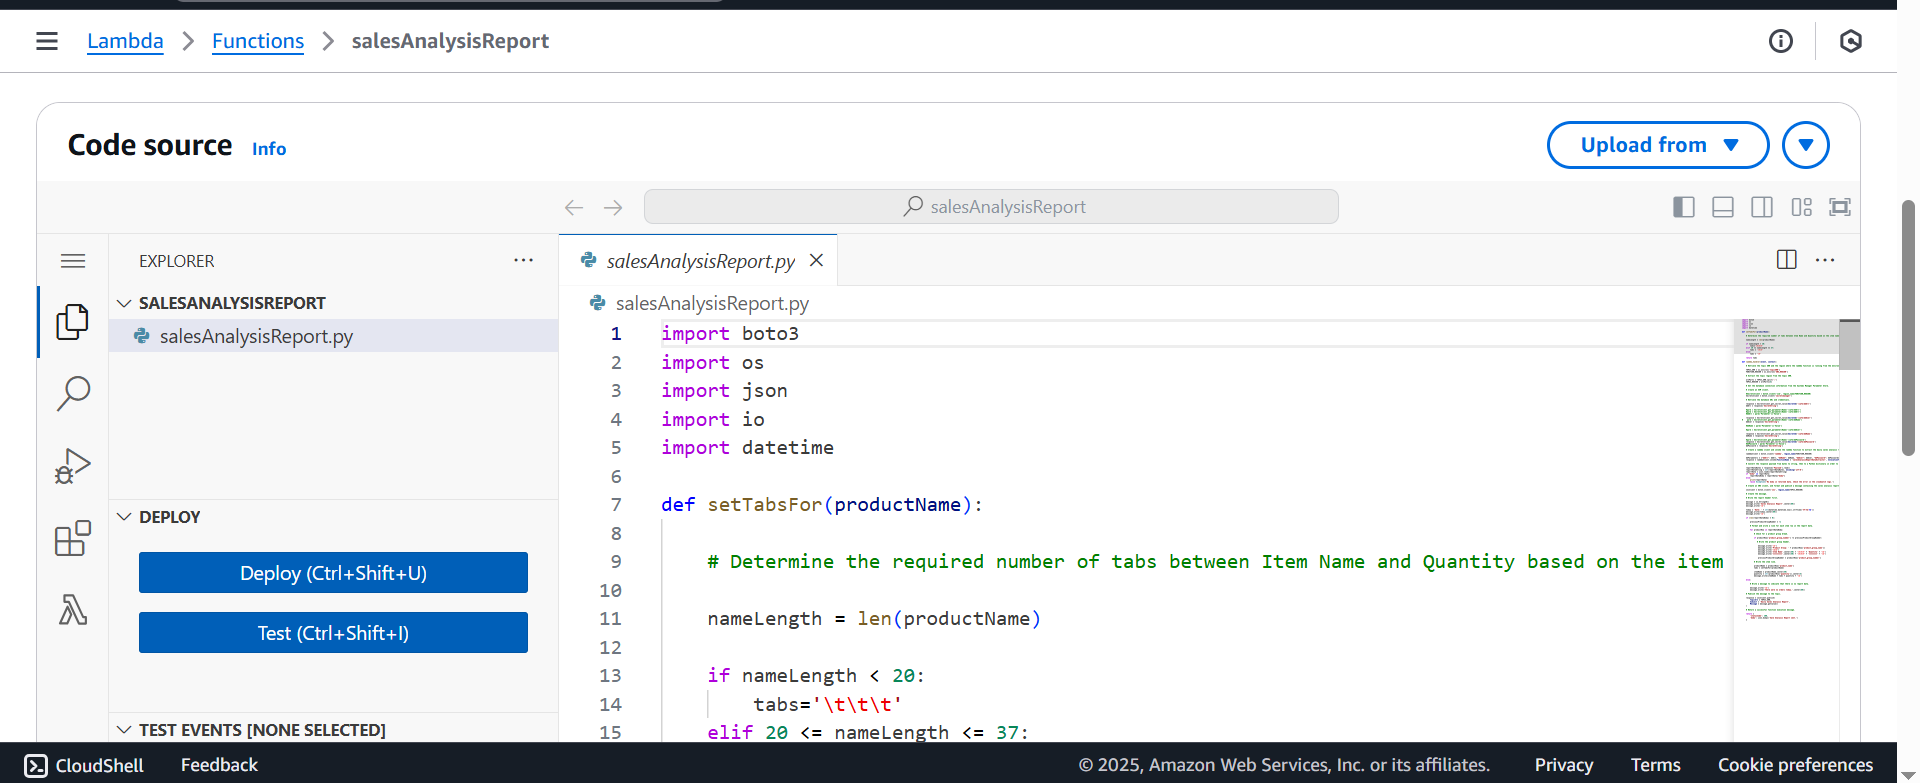 Lambda
Functions
salesAnalysisReport
Code source
Info
Upload from
salesAnalysisReport
EXPLORER
SALESANALYSISREPORT
salesAnalysisReport.py
DEPLOY
Deploy (Ctrl+Shift+U)
Test (Ctrl+Shift+I)
TEST EVENTS [NONE SELECTED]
salesAnalysisReport.py
salesAnalysisReport.py
1 import boto3
2 import os
3 import json
4 import io
5 import datetime
6
7 def setTabsFor(productName):
8
9 # Determine the required number of tabs between Item Name and Quantity based on the item
10
11 nameLength = len(productName)
12
13 if nameLength < 20:
14 tabs='\t\t\t'
15 elif 20 <= nameLength <= 37:
CloudShell
Feedback
© 2025, Amazon Web Services, Inc. or its affiliates.
Privacy
Terms
Cookie preferences